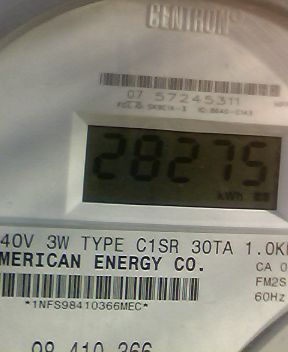 CENTRON®
07 57245311
28275
kWh
40V 3W TYPE C1SR 30TA 1.0K
MERICAN ENERGY CO.
CA 0
FM2S
60Hz
*1NFS98410366MEC*
98 410 366